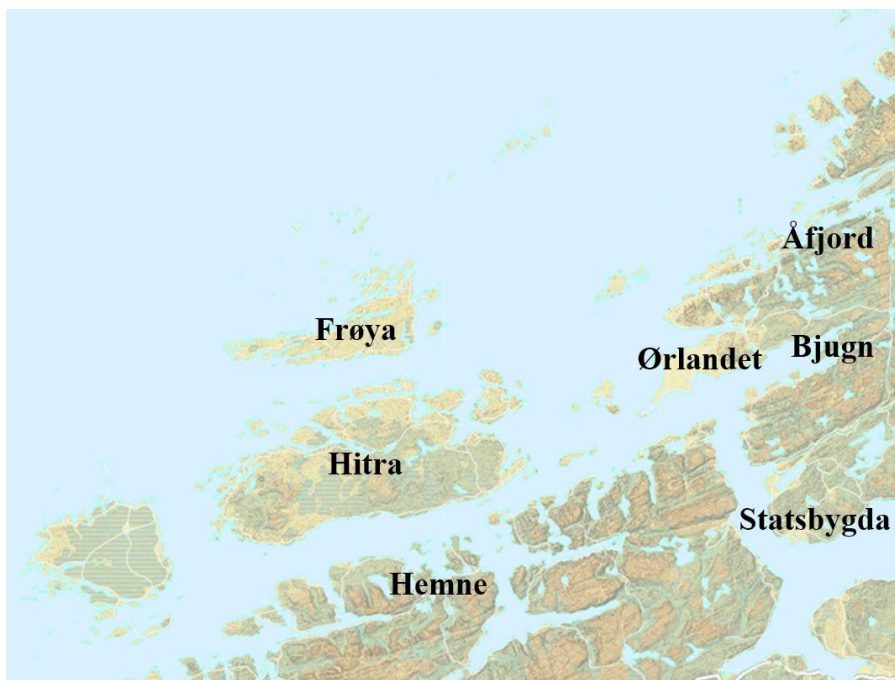 Åfjord
Frøya
Bjugn
Ørlandet
Hitra
Statsbygda
Hemne